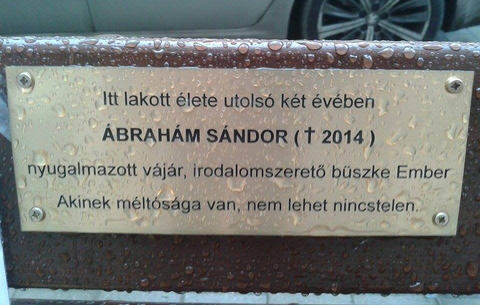 Itt lakott élete utolsó két évében
ÁBRAHÁM SÁNDOR ( † 2014 )
nyugalmazott vájár, irodalomszerető büszke Ember
Akinek méltósága van, nem lehet nincstelen.